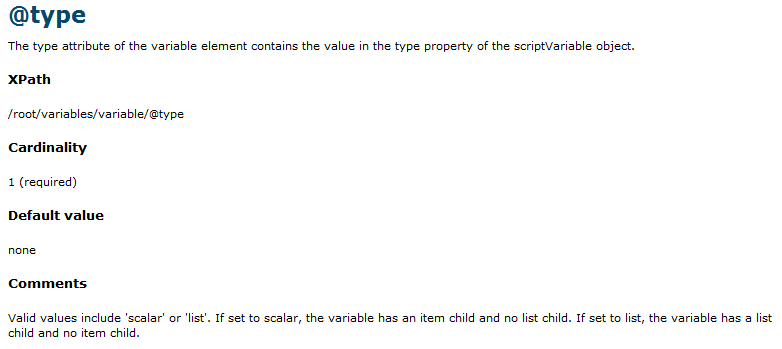 @type
The type attribute of the variable element contains the value in the type property of the scriptVariable object.
XPath
/root/variables/variable/@type
Cardinality
1 (required)
Default value
none
Comments
Valid values include 'scalar' or 'list'. If set to scalar, the variable has an item child and no list child. If set to list, the variable has a list
child and no item child.